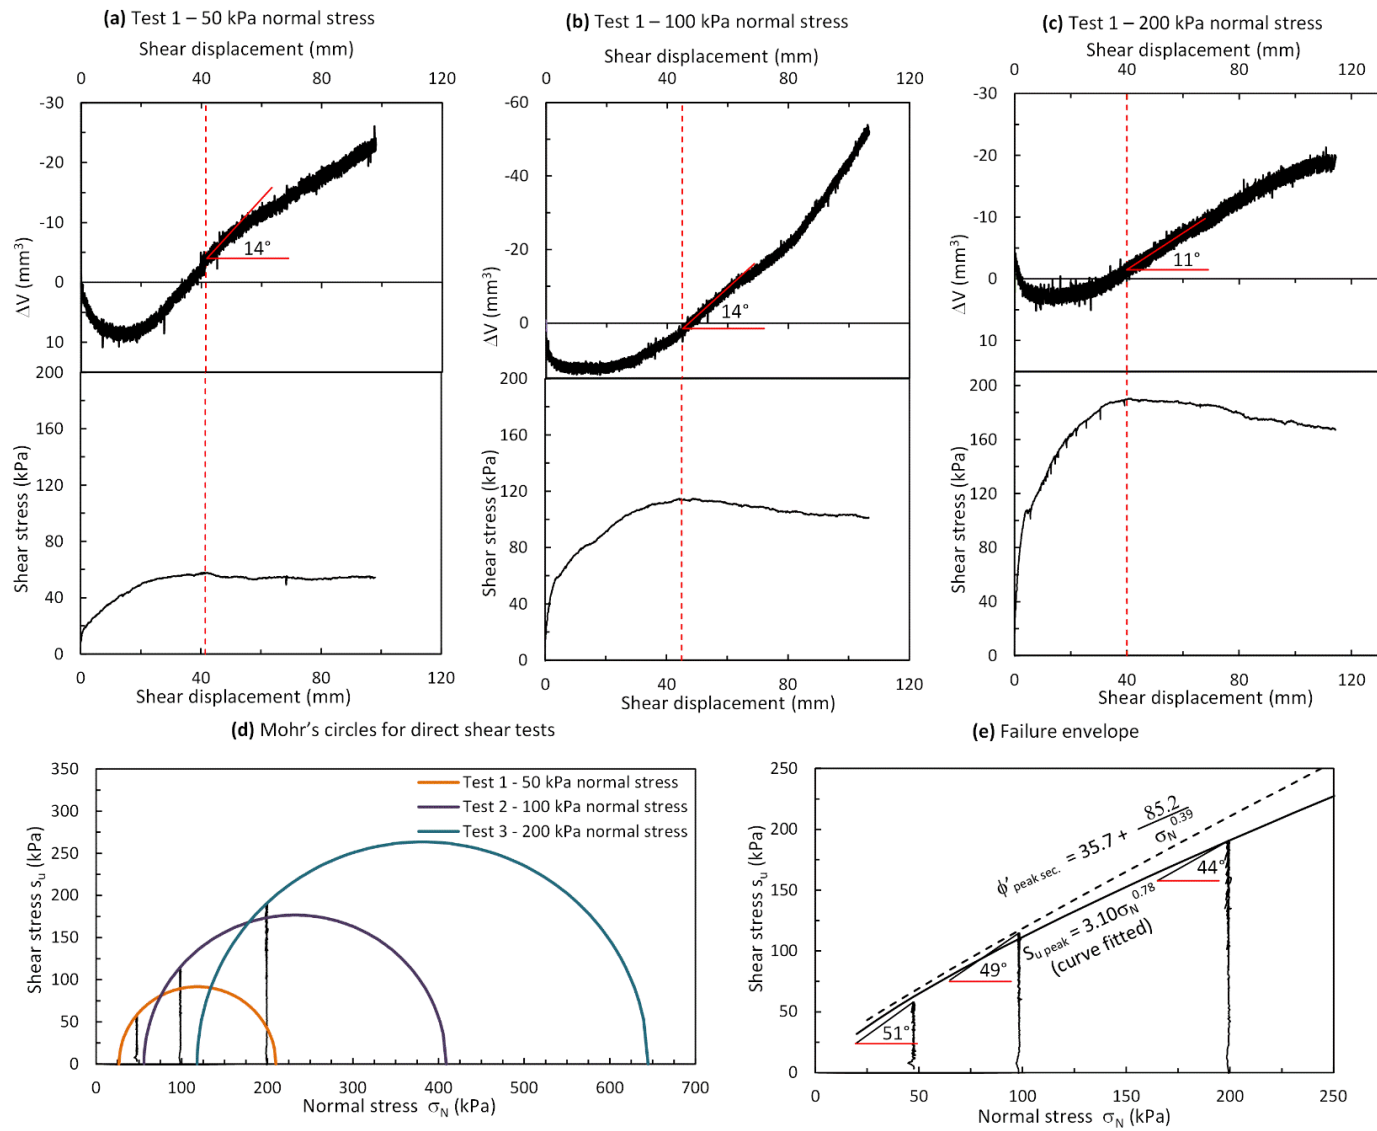 (a) Test 1 – 50 kPa normal stress
Shear displacement (mm)
0 40 80 120
-30
-20
-10
0
10
ΔV (mm³)
14°
200
160
120
80
40
0
Shear stress (kPa)
0 40 80 120
Shear displacement (mm)
(b) Test 1 – 100 kPa normal stress
Shear displacement (mm)
0 40 80 120
-60
-40
-20
0
ΔV (mm³)
14°
200
160
120
80
40
0
Shear stress (kPa)
0 40 80 120
Shear displacement (mm)
(c) Test 1 – 200 kPa normal stress
Shear displacement (mm)
0 40 80 120
-30
-20
-10
0
10
ΔV (mm³)
11°
200
160
120
80
40
0
Shear stress (kPa)
0 40 80 120
Shear displacement (mm)
(d) Mohr's circles for direct shear tests
350
300
250
200
150
100
50
0
Shear stress sᵤ (kPa)
Test 1 - 50 kPa normal stress
Test 2 - 100 kPa normal stress
Test 3 - 200 kPa normal stress
0 100 200 300 400 500 600 700
Normal stress σ_N (kPa)
(e) Failure envelope
250
200
150
100
50
0
Shear stress sᵤ (kPa)
ϕ'peak sec. = 35.7 + 85.2/σ_N^0.39
S_u peak = 3.10σ_N^0.78
(curve fitted)
44°
49°
51°
0 50 100 150 200 250
Normal stress σ_N (kPa)